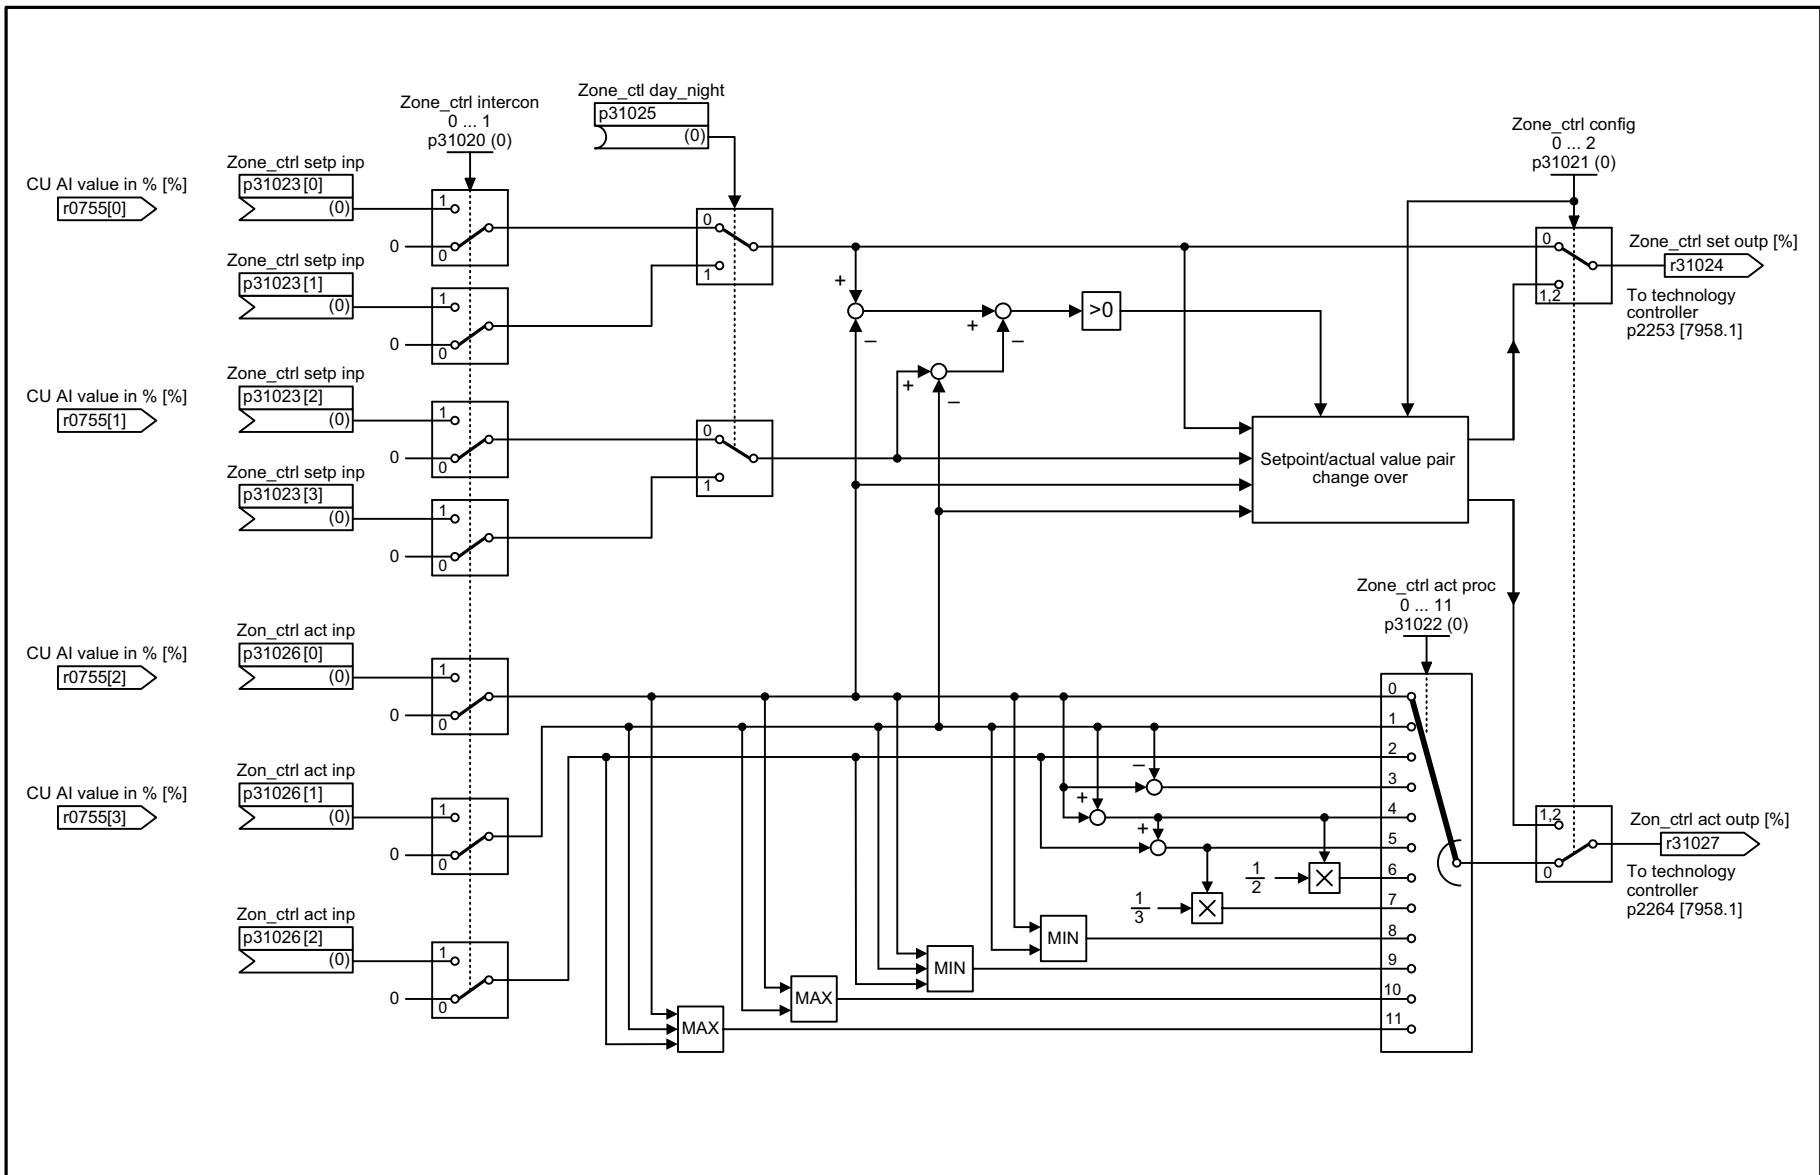 Zone_ctrl intercon
0 ... 1
p31020 (0)
Zone_ctl day_night
p31025
(0)
Zone_ctrl config
0 ... 2
p31021 (0)
CU AI value in % [%]
r0755[0]
Zone_ctrl setp inp
p31023[0]
(0)
1
0
0
Zone_ctrl setp inp
p31023[1]
(0)
1
0
0
0
1
CU AI value in % [%]
r0755[1]
Zone_ctrl setp inp
p31023[2]
(0)
1
0
0
Zone_ctrl setp inp
p31023[3]
(0)
1
0
0
0
1
+
–
+
–
+
–
>0
Setpoint/actual value pair
change over
0
1,2
Zone_ctrl set outp [%]
r31024
To technology
controller
p2253 [7958.1]
CU AI value in % [%]
r0755[2]
Zon_ctrl act inp
p31026[0]
(0)
1
0
0
CU AI value in % [%]
r0755[3]
Zon_ctrl act inp
p31026[1]
(0)
1
0
0
Zon_ctrl act inp
p31026[2]
(0)
1
0
0
Zone_ctrl act proc
0 ... 11
p31022 (0)
0
1
2
–
3
+
4
+
5
1
2
6
1
3
7
MIN
8
MIN
9
MAX
10
MAX
11
1,2
0
Zon_ctrl act outp [%]
r31027
To technology
controller
p2264 [7958.1]